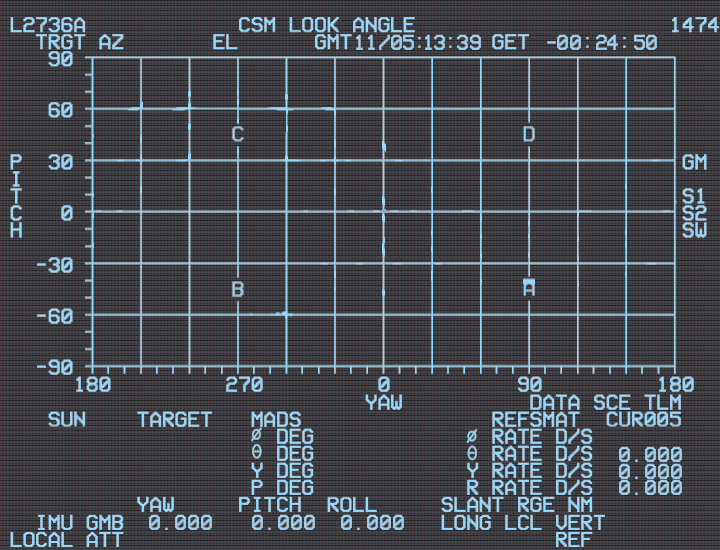 L2736A CSM LOOK ANGLE 1474
TRGT AZ EL GMT11/05:13:39 GET -00:24:50
90
60
C D
P 30 GM
I
T S1
C 0 S2
H SW
-30
B A
-60
-90
180 270 0 90 180
YAW DATA SCE TLM
SUN TARGET MADS REFSMAT CUR005
ø DEG ø RATE D/S
θ DEG θ RATE D/S 0.000
Y DEG Y RATE D/S 0.000
P DEG R RATE D/S 0.000
YAW PITCH ROLL SLANT RGE NM
IMU GMB 0.000 0.000 0.000 LONG LCL VERT
LOCAL ATT REF